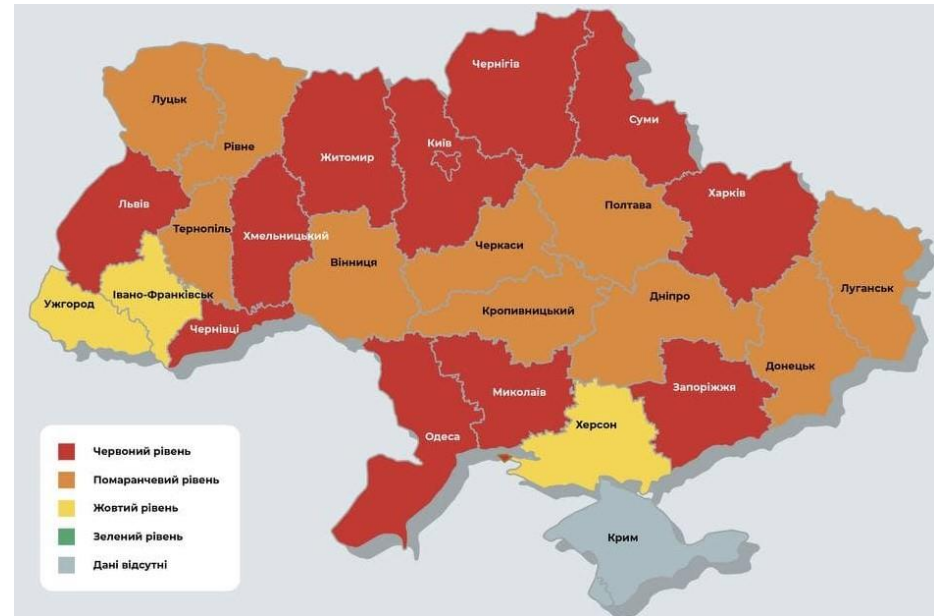 Чернігів
Луцьк
Суми
Київ
Рівне
Житомир
Харків
Львів
Полтава
Тернопіль
Хмельницький
Черкаси
Вінниця
Луганськ
Івано-Франківськ
Дніпро
Ужгород
Кропивницький
Чернівці
Донецьк
Запоріжжя
Миколаїв
Херсон
Одеса
Крим
Червоний рівень
Помаранчевий рівень
Жовтий рівень
Зелений рівень
Дані відсутні